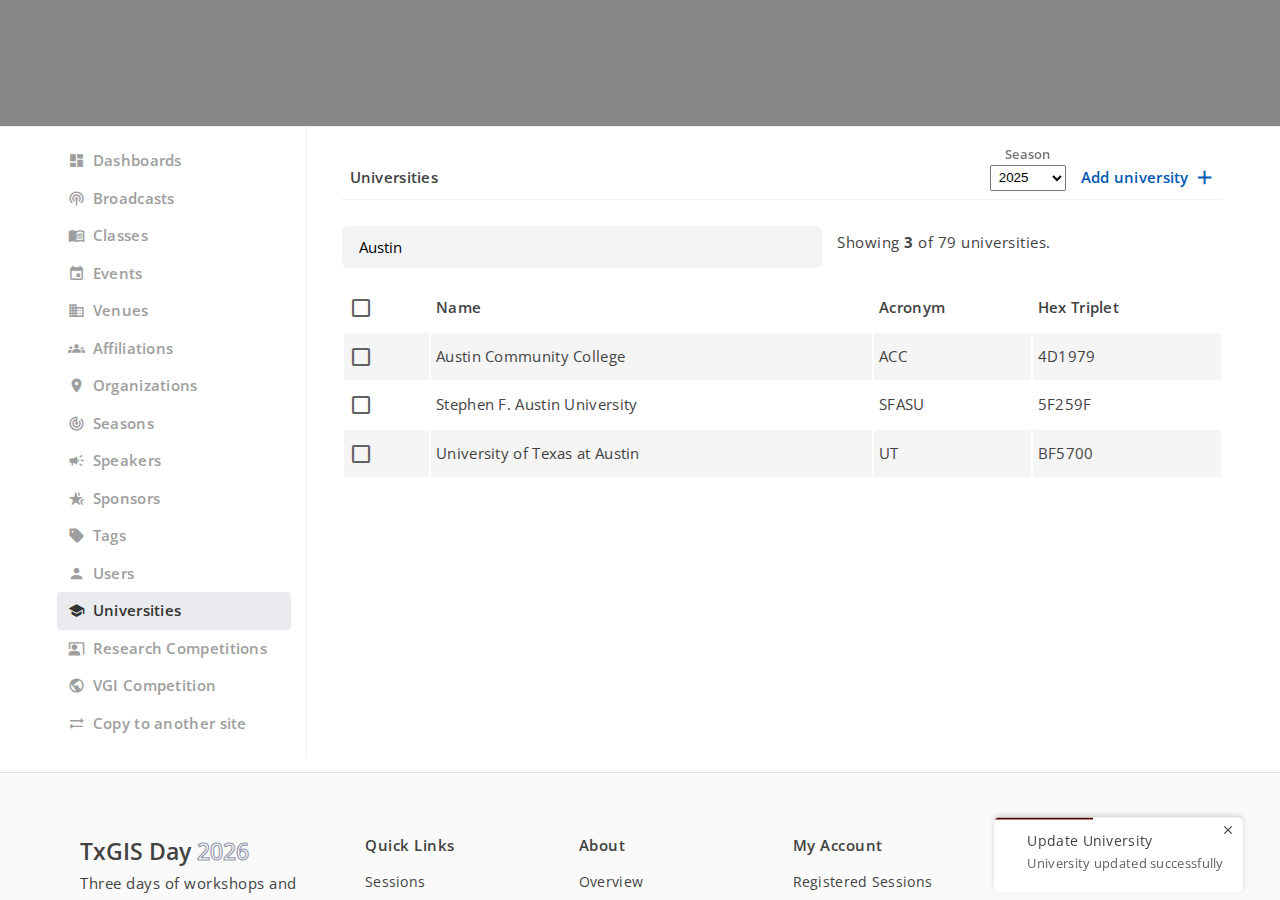 Dashboards
Broadcasts
Classes
Events
Venues
Affiliations
Organizations
Seasons
Speakers
Sponsors
Tags
Users
Universities
Research Competitions
VGI Competition
Copy to another site
Season
Universities
2025
Add university
Austin
Showing 3 of 79 universities.
Name Acronym Hex Triplet
Austin Community College ACC 4D1979
Stephen F. Austin University SFASU 5F259F
University of Texas at Austin UT BF5700
TxGIS Day 2026
Three days of workshops and
Quick Links
Sessions
About
Overview
My Account
Registered Sessions
Update University
University updated successfully